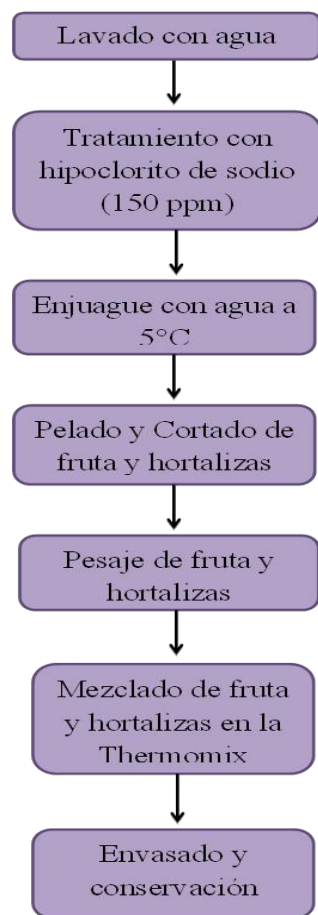 Lavado con agua
Tratamiento con
hipoclorito de sodio
(150 ppm)
Enjuague con agua a
5°C
Pelado y Cortado de
fruta y hortalizas
Pesaje de fruta y
hortalizas
Mezclado de fruta
y hortalizas en la
Thermomix
Envasado y
conservación